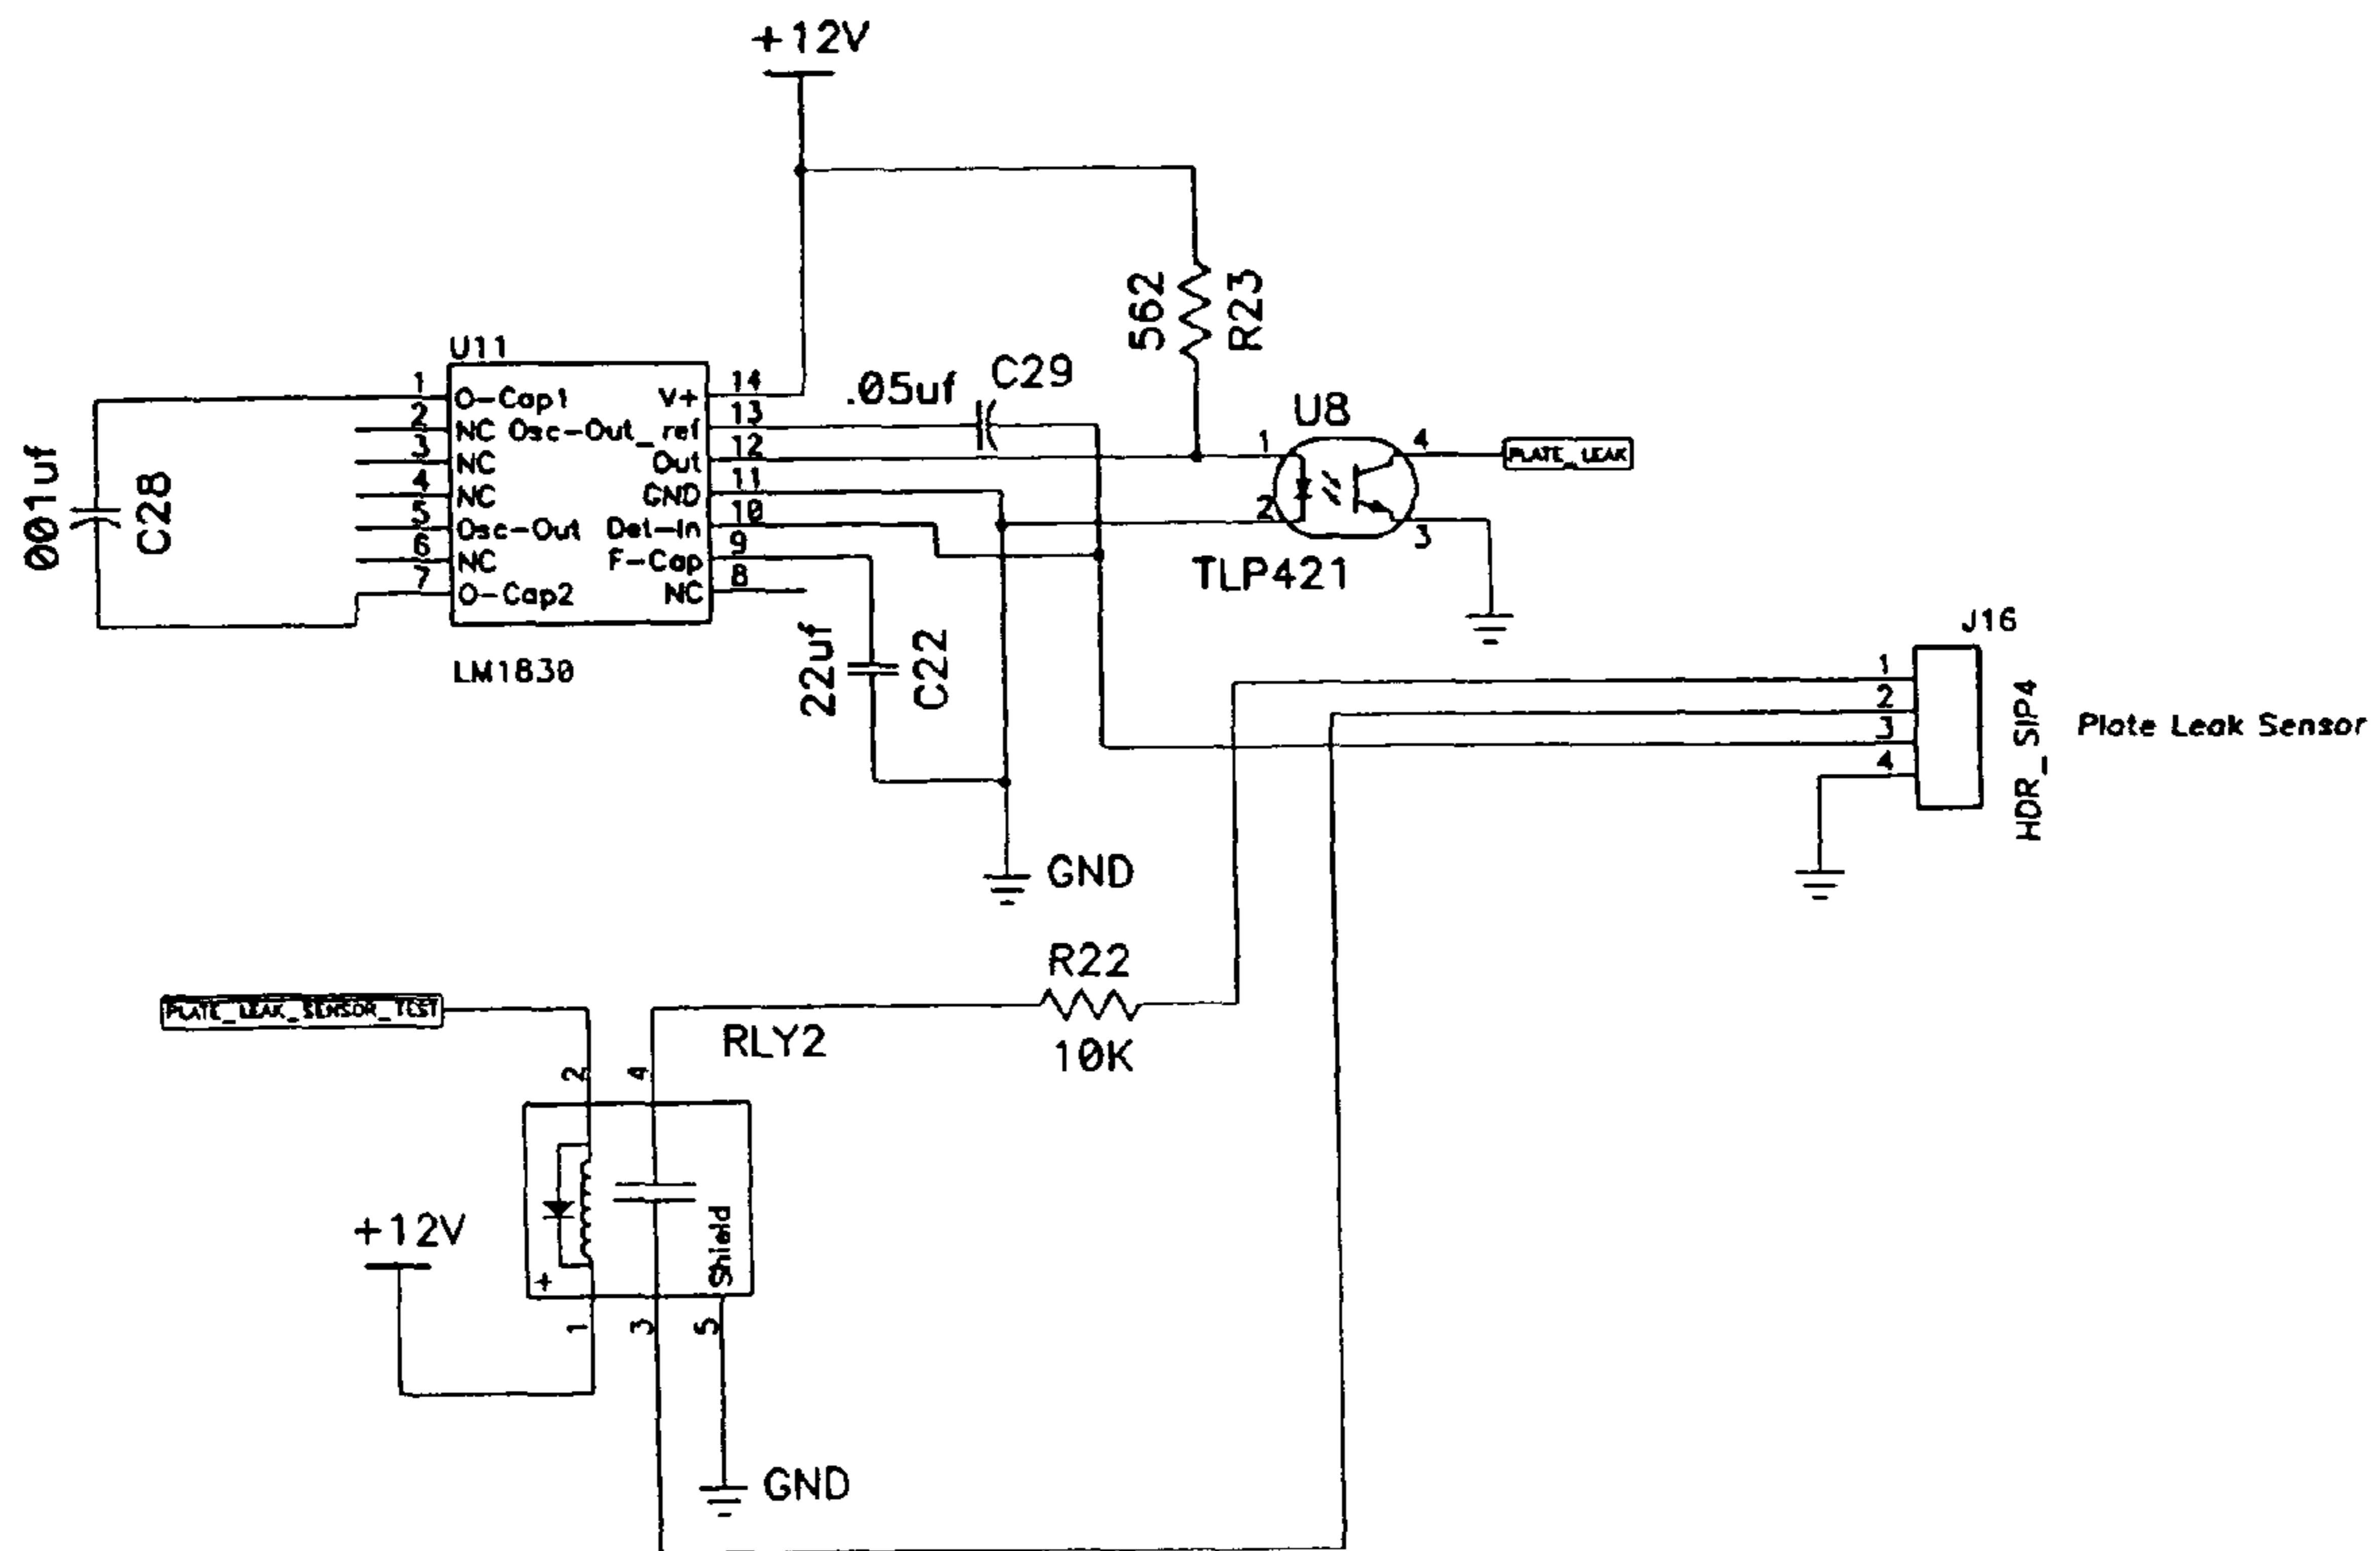 +12V
562
R23
U11
1
2
3
4
5
6
7
O-Cap1
NC
NC
NC
Osc-Out
NC
O-Cap2
V+
Osc-Out_ref
Out
GND
Det-In
F-Cap
NC
14
13
12
11
10
9
8
LM1830
001uf
C28
.05uf
C29
22uf
C22
GND
U8
1
2
4
3
TLP421
PLATE_LEAK
J16
1
2
3
4
HDR_SIP4
Plate Leak Sensor
R22
10K
PLATE_LEAK_SENSOR_TEST
RLY2
2
4
+
Shield
1
3
5
+12V
GND